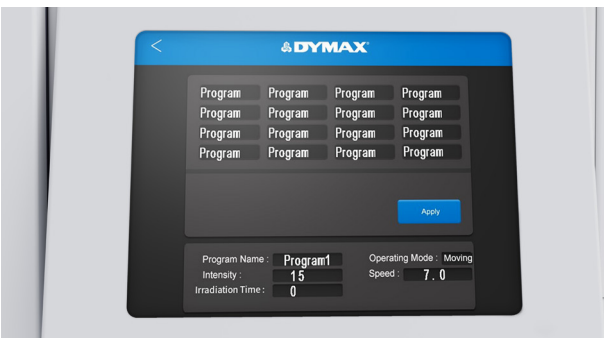 <
DYMAX
Program Program Program Program
Program Program Program Program
Program Program Program Program
Program Program Program Program
Apply
Program Name : Program1 Operating Mode : Moving
Intensity : 15 Speed : 7.0
Irradiation Time : 0